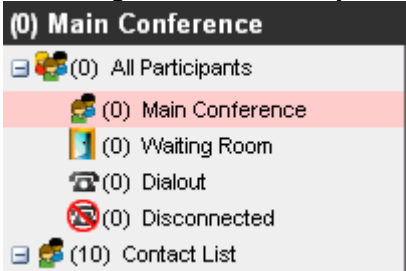 (0) Main Conference
(0) All Participants
(0) Main Conference
(0) Waiting Room
(0) Dialout
(0) Disconnected
(10) Contact List